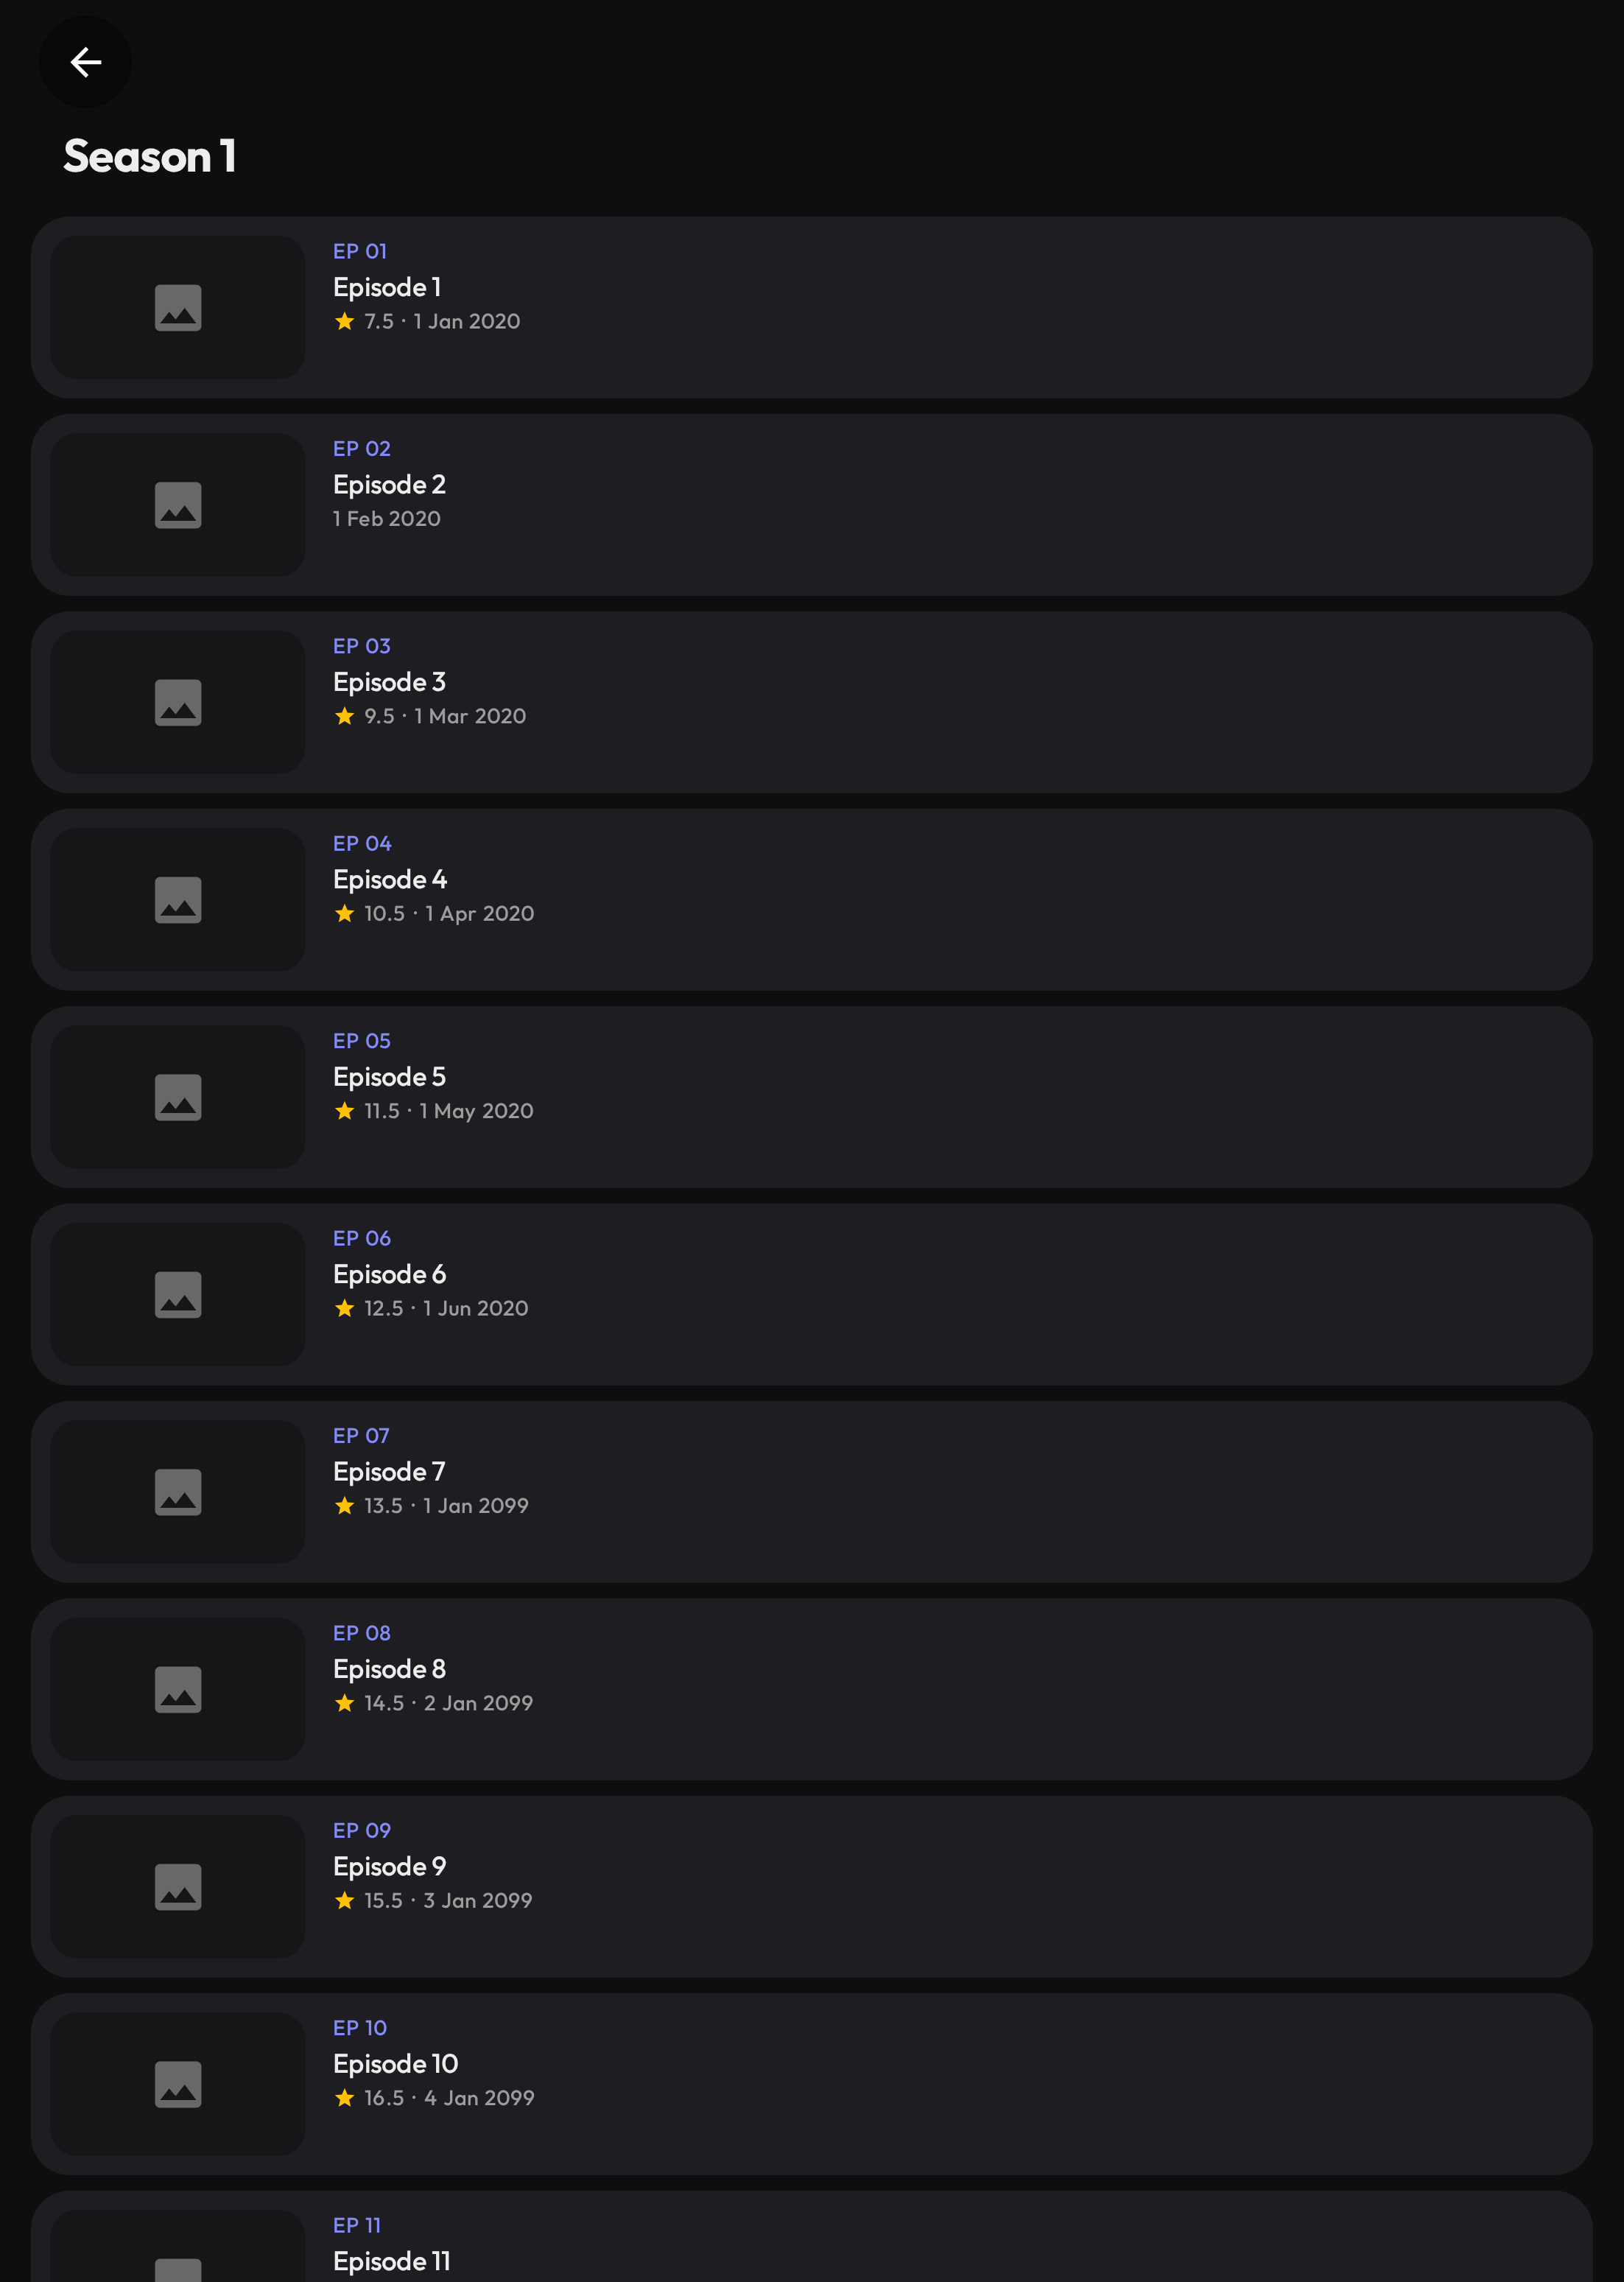 Season 1
EP 01
Episode 1
7.5 · 1 Jan 2020
EP 02
Episode 2
1 Feb 2020
EP 03
Episode 3
9.5 · 1 Mar 2020
EP 04
Episode 4
10.5 · 1 Apr 2020
EP 05
Episode 5
11.5 · 1 May 2020
EP 06
Episode 6
12.5 · 1 Jun 2020
EP 07
Episode 7
13.5 · 1 Jan 2099
EP 08
Episode 8
14.5 · 2 Jan 2099
EP 09
Episode 9
15.5 · 3 Jan 2099
EP 10
Episode 10
16.5 · 4 Jan 2099
EP 11
Episode 11